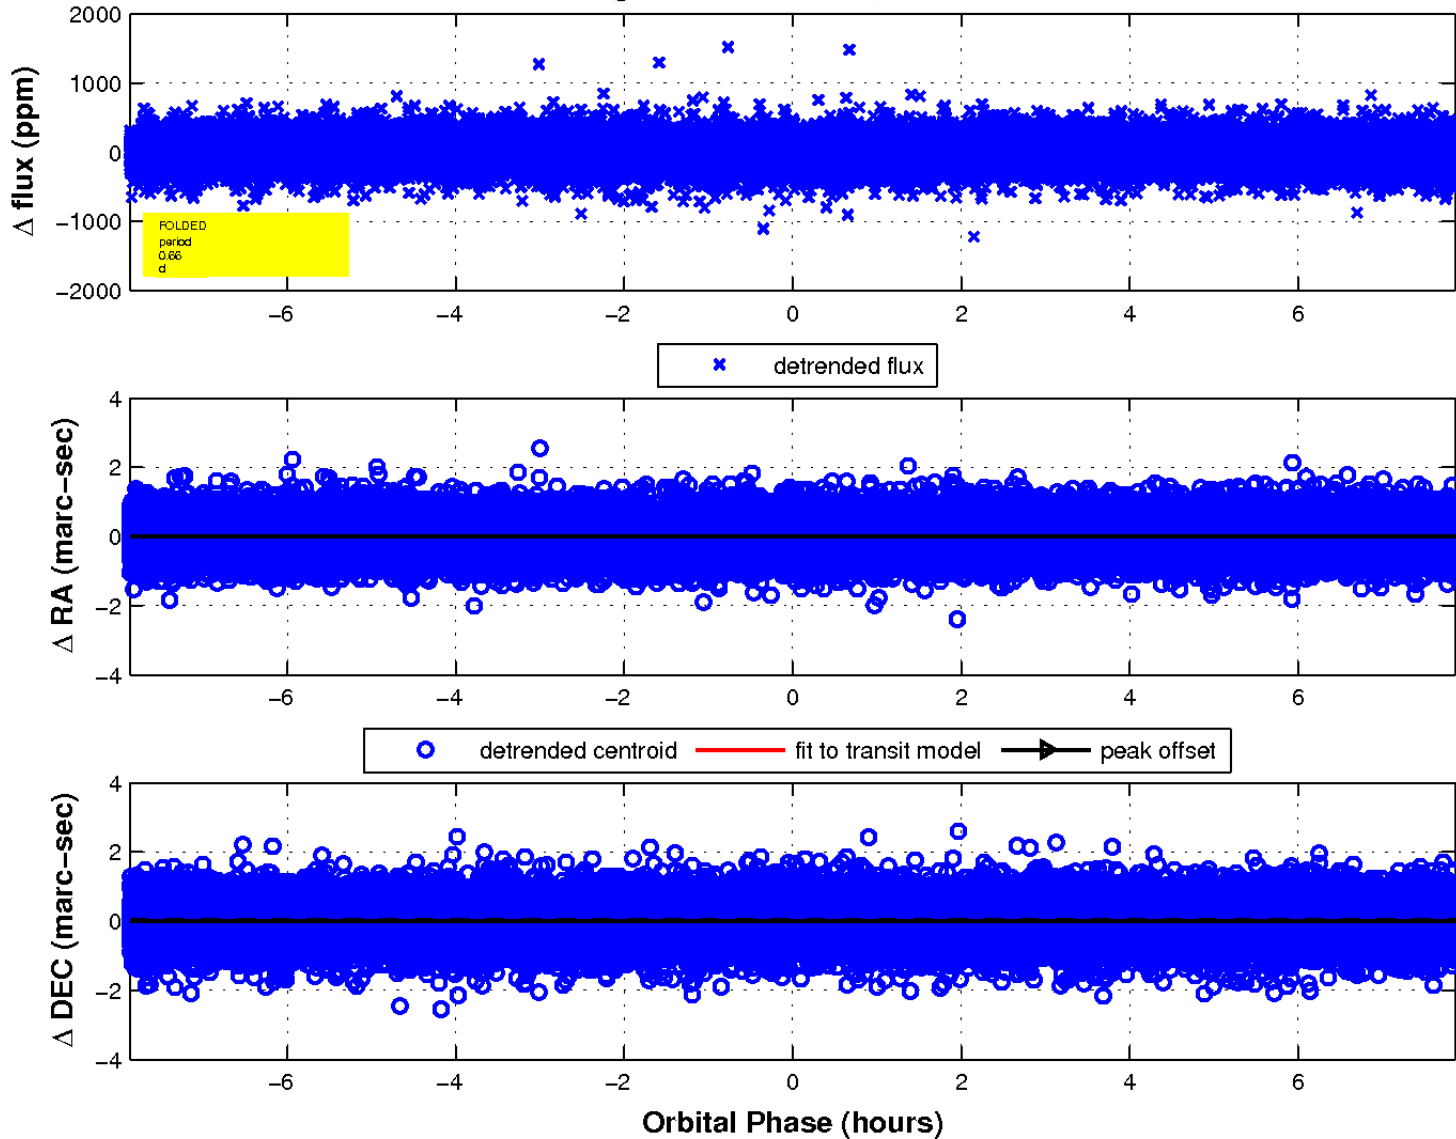 2000
1000
0
−1000
−2000
Δ flux (ppm)
FOLDED
period
0.66
d
−6 −4 −2 0 2 4 6
detrended flux
4
2
0
−2
−4
Δ RA (marc−sec)
−6 −4 −2 0 2 4 6
detrended centroid fit to transit model peak offset
4
2
0
−2
−4
Δ DEC (marc−sec)
−6 −4 −2 0 2 4 6
Orbital Phase (hours)